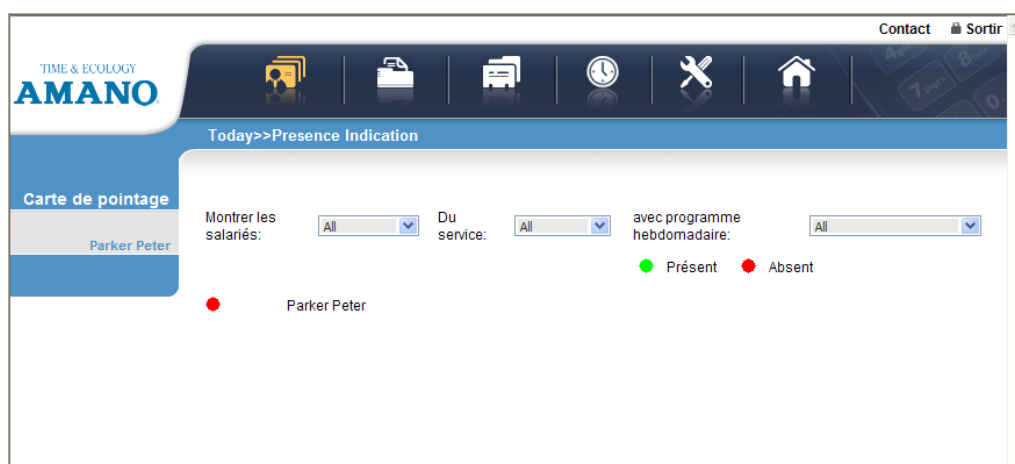 Contact Sortir
TIME & ECOLOGY
AMANO
Today>>Presence Indication
Carte de pointage
Parker Peter
Montrer les
salariés:
All
Du
service:
All
avec programme
hebdomadaire:
All
Présent Absent
Parker Peter